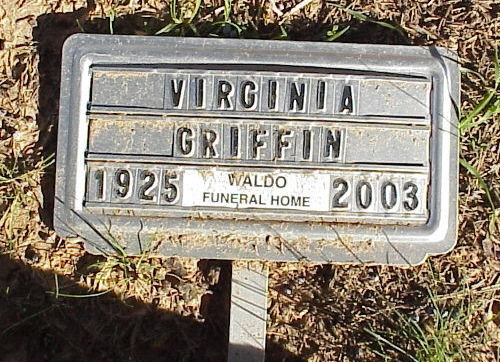 VIRGINIA
GRIFFIN
1925 WALDO FUNERAL HOME 2003